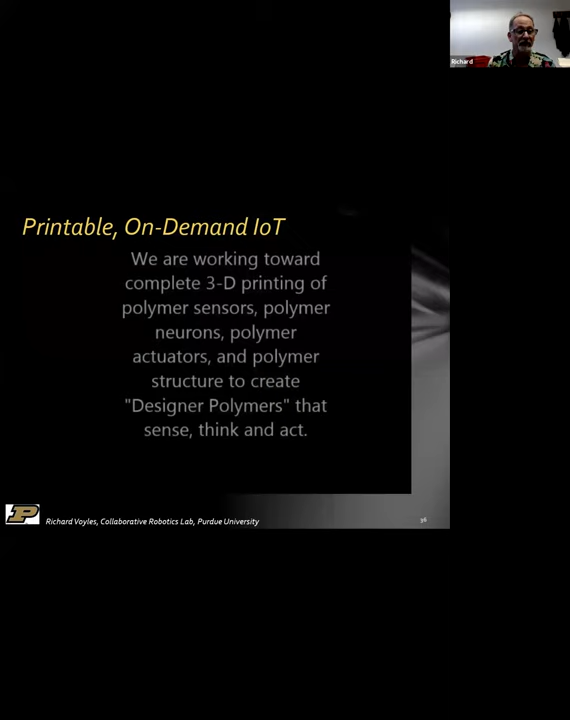 Richard
Printable, On-Demand IoT
We are working toward
complete 3-D printing of
polymer sensors, polymer
neurons, polymer
actuators, and polymer
structure to create
"Designer Polymers" that
sense, think and act.
P
Richard Voyles, Collaborative Robotics Lab, Purdue University
36